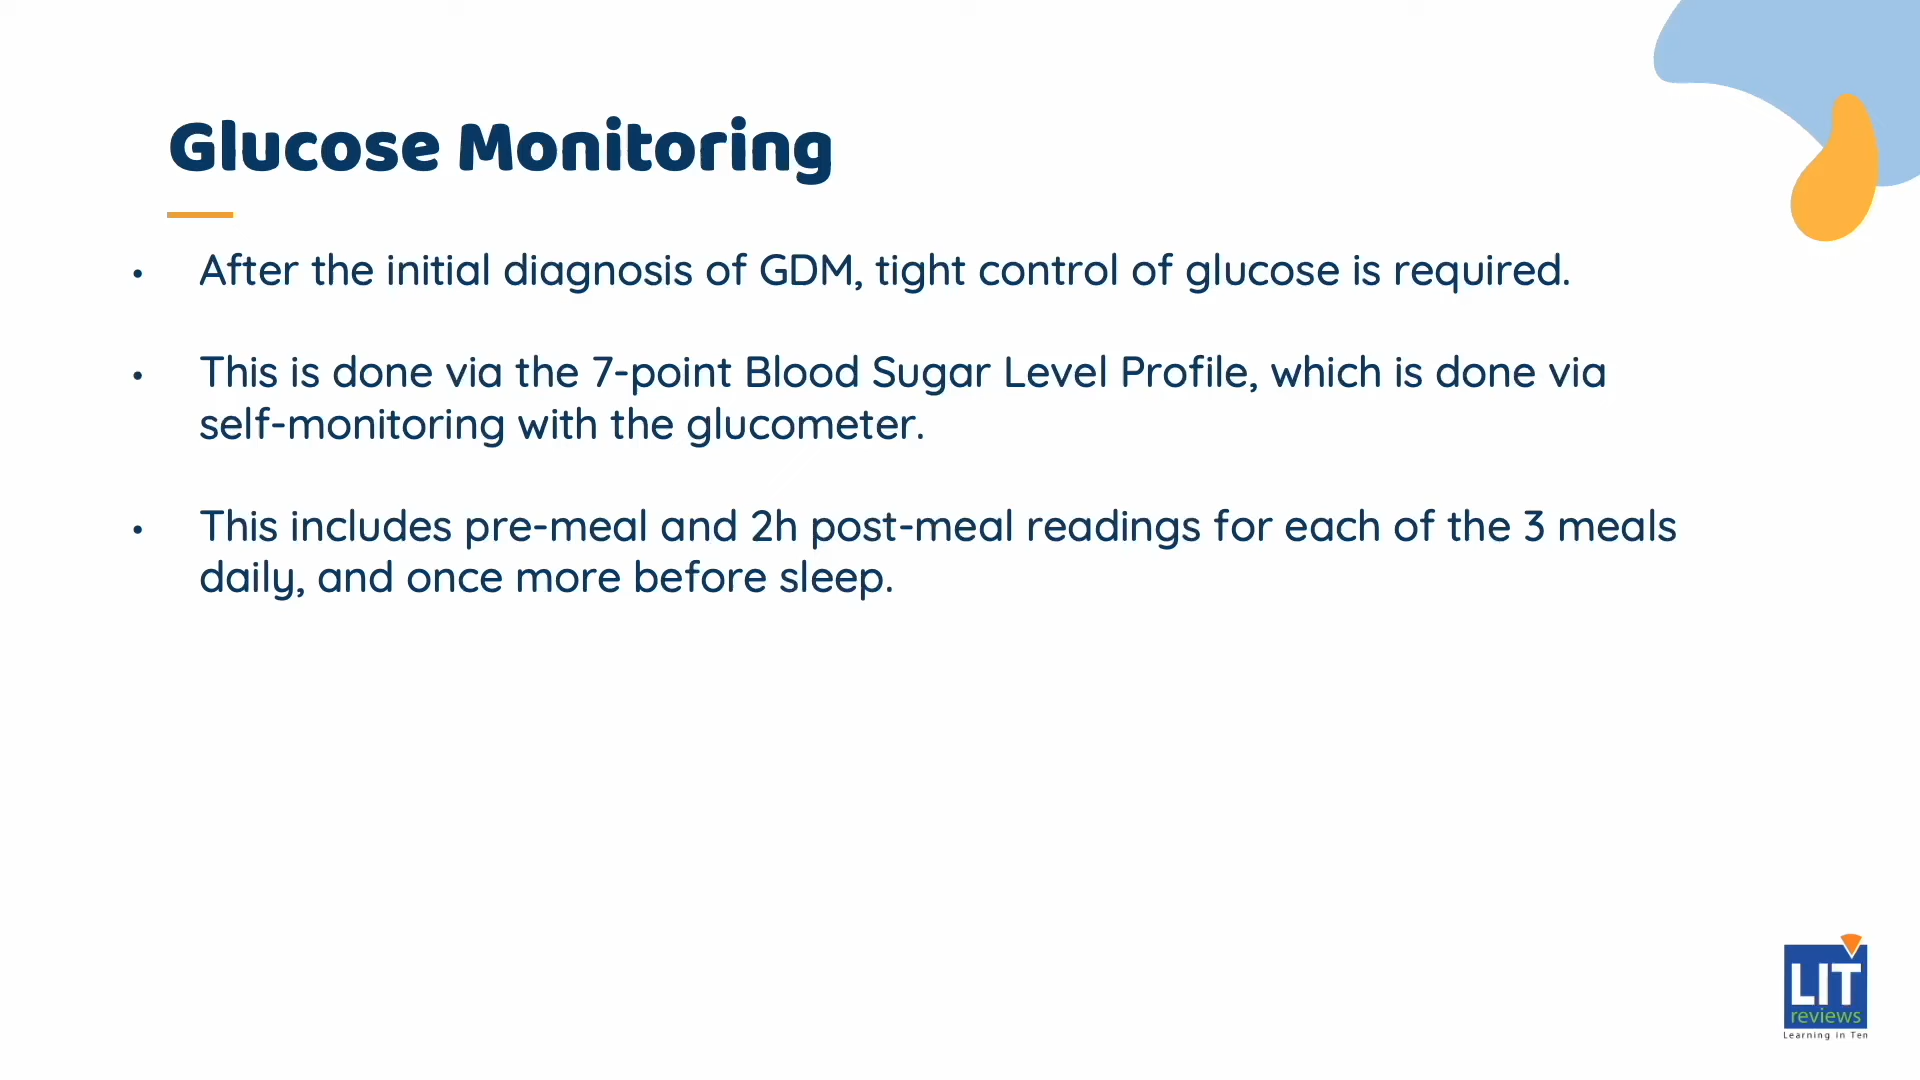 Glucose Monitoring
• After the initial diagnosis of GDM, tight control of glucose is required.
• This is done via the 7-point Blood Sugar Level Profile, which is done via
self-monitoring with the glucometer.
• This includes pre-meal and 2h post-meal readings for each of the 3 meals
daily, and once more before sleep.
LIT
reviews
Learning in Ten